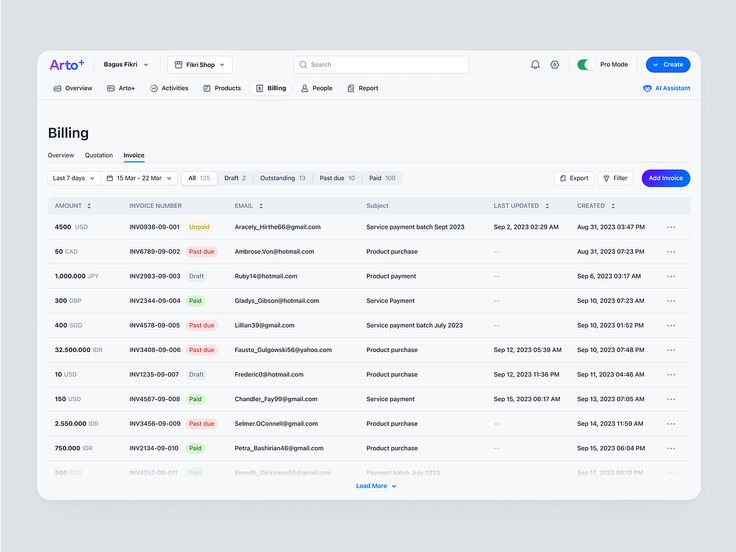 Arto+ Bagus Fikri Fikri Shop Search Pro Mode Create
Overview Arto+ Activities Products Billing People Report AI Assistant
Billing
Overview Quotation Invoice
Last 7 days 15 Mar - 22 Mar All 125 Draft 2 Outstanding 13 Past due 10 Paid 100 Export Filter Add Invoice
AMOUNT INVOICE NUMBER EMAIL Subject LAST UPDATED CREATED
4500 USD INV0938-09-001 Unpaid Aracely_Hirthe66@gmail.com Service payment batch Sept 2023 Sep 2, 2023 02:29 AM Aug 31, 2023 03:47 PM
50 CAD INV6789-09-002 Past due Ambrose.Von@hotmail.com Product purchase -- Aug 31, 2023 07:23 PM
1.000.000 JPY INV2983-09-003 Draft Ruby14@hotmail.com Product payment -- Sep 6, 2023 03:17 AM
300 GBP INV2344-09-004 Paid Gladys_Gibson@hotmail.com Service Payment -- Sep 10, 2023 07:23 AM
400 SGD INV4578-09-005 Past due Lillian39@gmail.com Service payment batch July 2023 -- Sep 10, 2023 01:52 PM
32.500.000 IDR INV3408-09-006 Past due Fausto_Gulgowski56@yahoo.com Product purchase Sep 12, 2023 05:39 AM Sep 10, 2023 07:48 PM
10 USD INV1235-09-007 Draft Frederic0@hotmail.com Product purchase Sep 12, 2023 11:36 PM Sep 11, 2023 04:46 AM
150 USD INV4567-09-008 Paid Chandler_Fay99@gmail.com Service payment Sep 15, 2023 06:17 AM Sep 13, 2023 07:05 AM
2.550.000 IDR INV3456-09-009 Past due Selmer.OConnell@gmail.com Product purchase -- Sep 14, 2023 11:59 AM
750.000 IDR INV2134-09-010 Paid Petra_Bashirian46@gmail.com Product purchase -- Sep 15, 2023 06:04 PM
560 SGD INV4257-09-011 Paid Kennith_Dickinson55@gmail.com Payment batch July 2023 -- Sep 17, 2023 09:10 PM
Load More